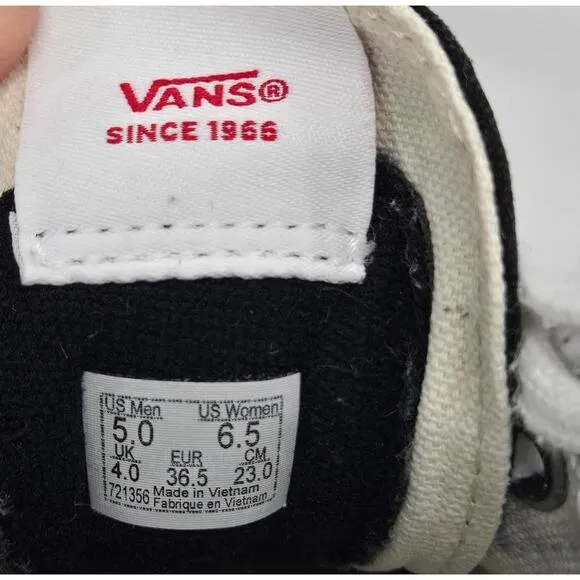 VANS®
SINCE 1966
US Men US Women
5.0 6.5
UK EUR CM
4.0 36.5 23.0
721356 Made in Vietnam
Fabrique en Vietnam